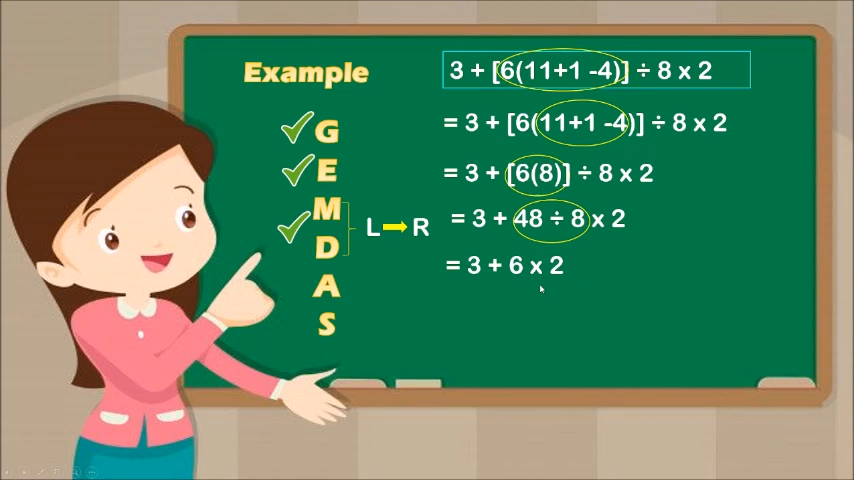 Example
G
E
M
D
A
S
L R
3 + [6(11+1 -4)] ÷ 8 x 2
= 3 + [6(11+1 -4)] ÷ 8 x 2
= 3 + [6(8)] ÷ 8 x 2
= 3 + 48 ÷ 8 x 2
= 3 + 6 x 2